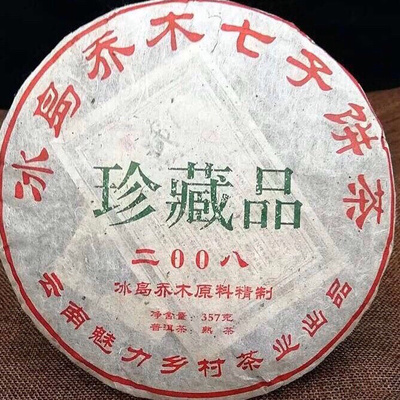 冰岛乔木七子饼茶
珍藏品
二00八
冰岛乔木原料精制
净含量：357克
普洱茶：熟茶
云南魅力乡村茶业出品